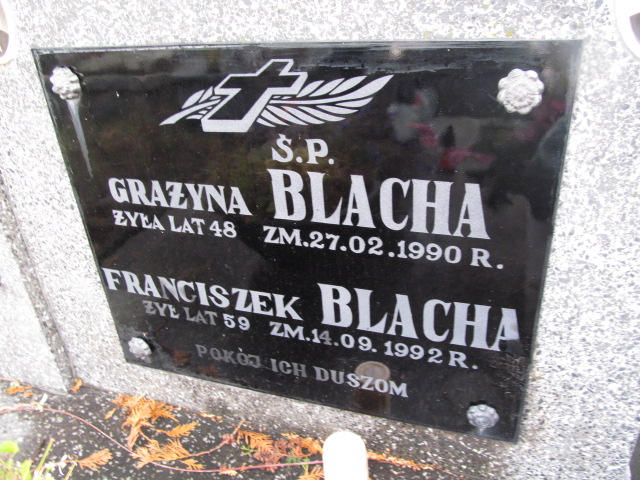 Ś.P.
GRAŻYNA BLACHA
ŻYŁA LAT 48 ZM.27.02.1990 R.
FRANCISZEK BLACHA
ŻYŁ LAT 59 ZM.14.09.1992 R.
POKÓJ ICH DUSZOM